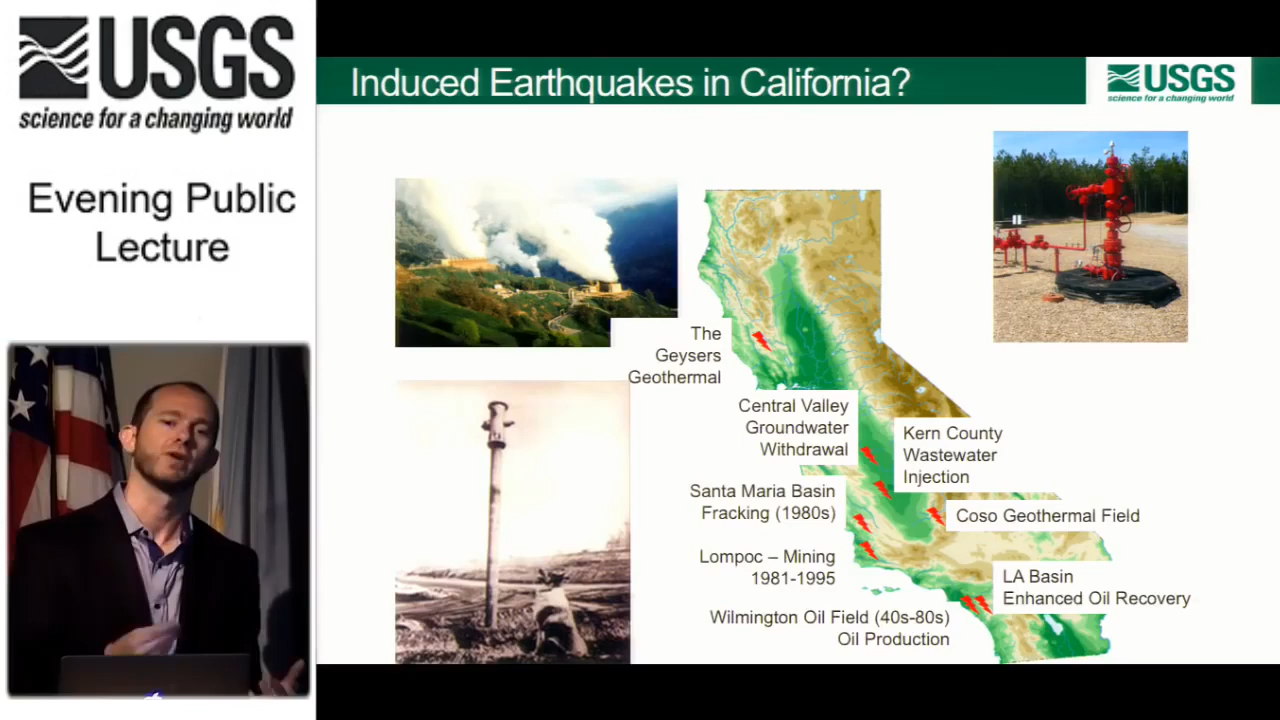 USGS
science for a changing world
Evening Public
Lecture
Induced Earthquakes in California?
USGS
science for a changing world
The
Geysers
Geothermal
Central Valley
Groundwater
Withdrawal
Kern County
Wastewater
Injection
Santa Maria Basin
Fracking (1980s)
Coso Geothermal Field
Lompoc – Mining
1981-1995
LA Basin
Enhanced Oil Recovery
Wilmington Oil Field (40s-80s)
Oil Production